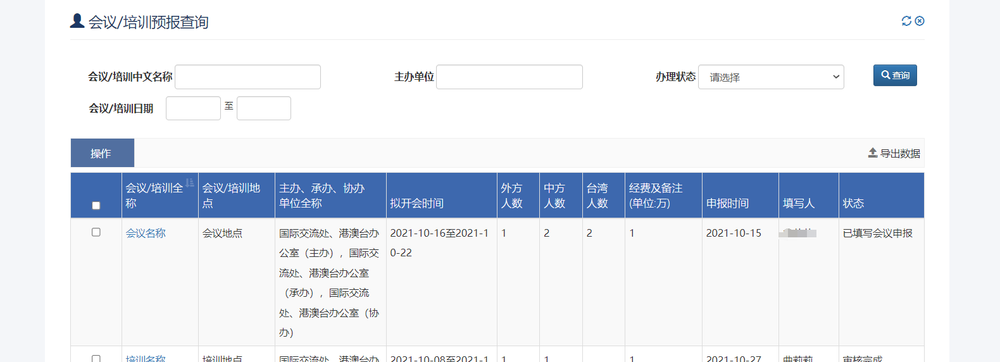 会议/培训预报查询
会议/培训中文名称
主办单位
办理状态 请选择
查询
会议/培训日期 至
操作
导出数据
会议/培训全
称
会议/培训地
点
主办、承办、协办
单位全称
拟开会时间
外方
人数
中方
人数
台湾
人数
经费及备注
(单位:万)
申报时间
填写人
状态
会议名称
会议地点
国际交流处、港澳台办
公室（主办），国际交
流处、港澳台办公室
（承办），国际交流
处、港澳台办公室（协
办）
2021-10-16至2021-1
0-22
1
2
2
1
2021-10-15
已填写会议申报
培训名称
培训地点
国际交流处、港澳台办
2021-10-08至2021-1
1
1
1
2021-10-27
曲莉莉
审核完成